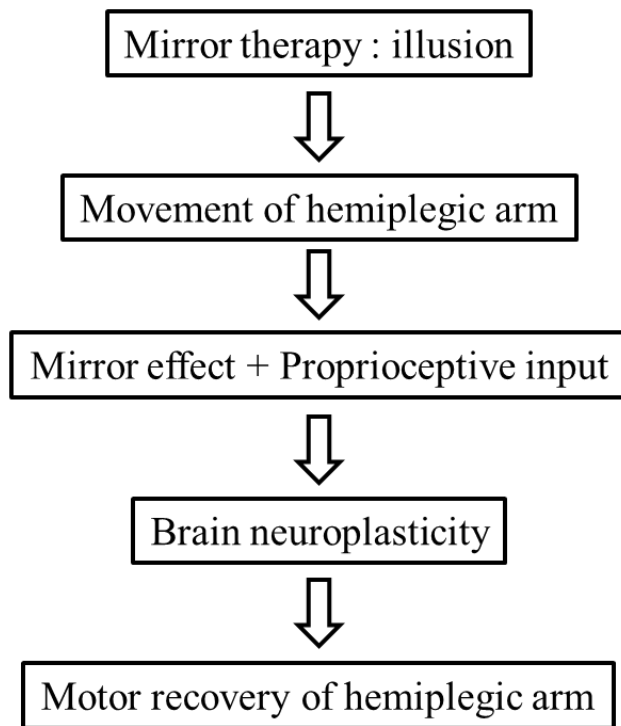 Mirror therapy : illusion
Movement of hemiplegic arm
Mirror effect + Proprioceptive input
Brain neuroplasticity
Motor recovery of hemiplegic arm